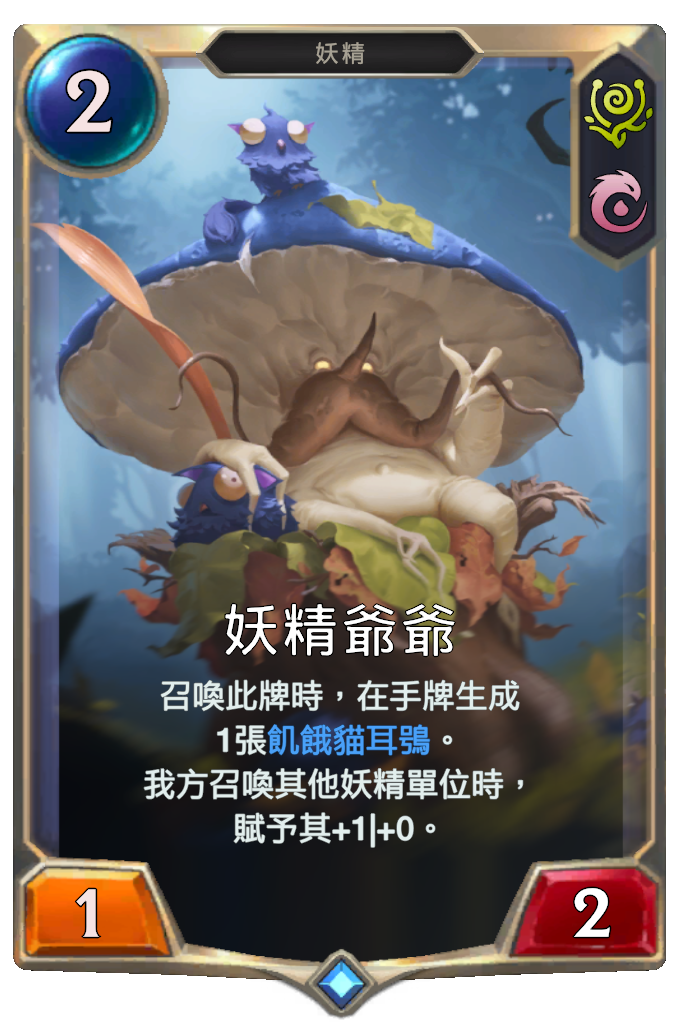 妖精
2
妖精爺爺
召喚此牌時，在手牌生成
1張飢餓貓耳鴞。
我方召喚其他妖精單位時，
賦予其+1|+0。
1
2